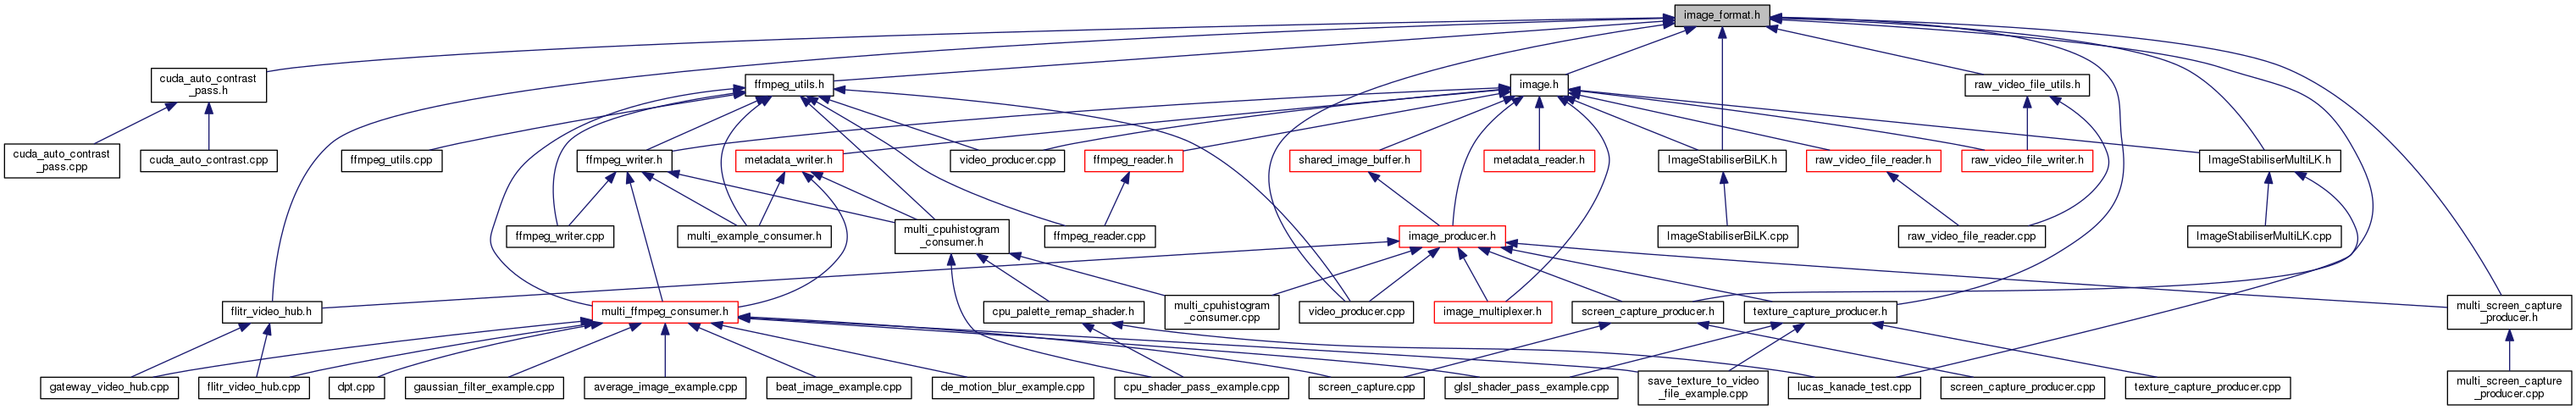 image_format.h
cuda_auto_contrast
_pass.h
ffmpeg_utils.h
image.h
raw_video_file_utils.h
cuda_auto_contrast
_pass.cpp
cuda_auto_contrast.cpp
ffmpeg_utils.cpp
ffmpeg_writer.h
metadata_writer.h
video_producer.cpp
ffmpeg_reader.h
shared_image_buffer.h
metadata_reader.h
ImageStabiliserBiLK.h
raw_video_file_reader.h
raw_video_file_writer.h
ImageStabiliserMultiLK.h
ffmpeg_writer.cpp
multi_example_consumer.h
multi_cpuhistogram
_consumer.h
ffmpeg_reader.cpp
image_producer.h
ImageStabiliserBiLK.cpp
raw_video_file_reader.cpp
ImageStabiliserMultiLK.cpp
flitr_video_hub.h
multi_ffmpeg_consumer.h
cpu_palette_remap_shader.h
multi_cpuhistogram
_consumer.cpp
video_producer.cpp
image_multiplexer.h
screen_capture_producer.h
texture_capture_producer.h
multi_screen_capture
_producer.h
gateway_video_hub.cpp
flitr_video_hub.cpp
dpt.cpp
gaussian_filter_example.cpp
average_image_example.cpp
beat_image_example.cpp
de_motion_blur_example.cpp
cpu_shader_pass_example.cpp
screen_capture.cpp
glsl_shader_pass_example.cpp
save_texture_to_video
_file_example.cpp
lucas_kanade_test.cpp
screen_capture_producer.cpp
texture_capture_producer.cpp
multi_screen_capture
_producer.cpp